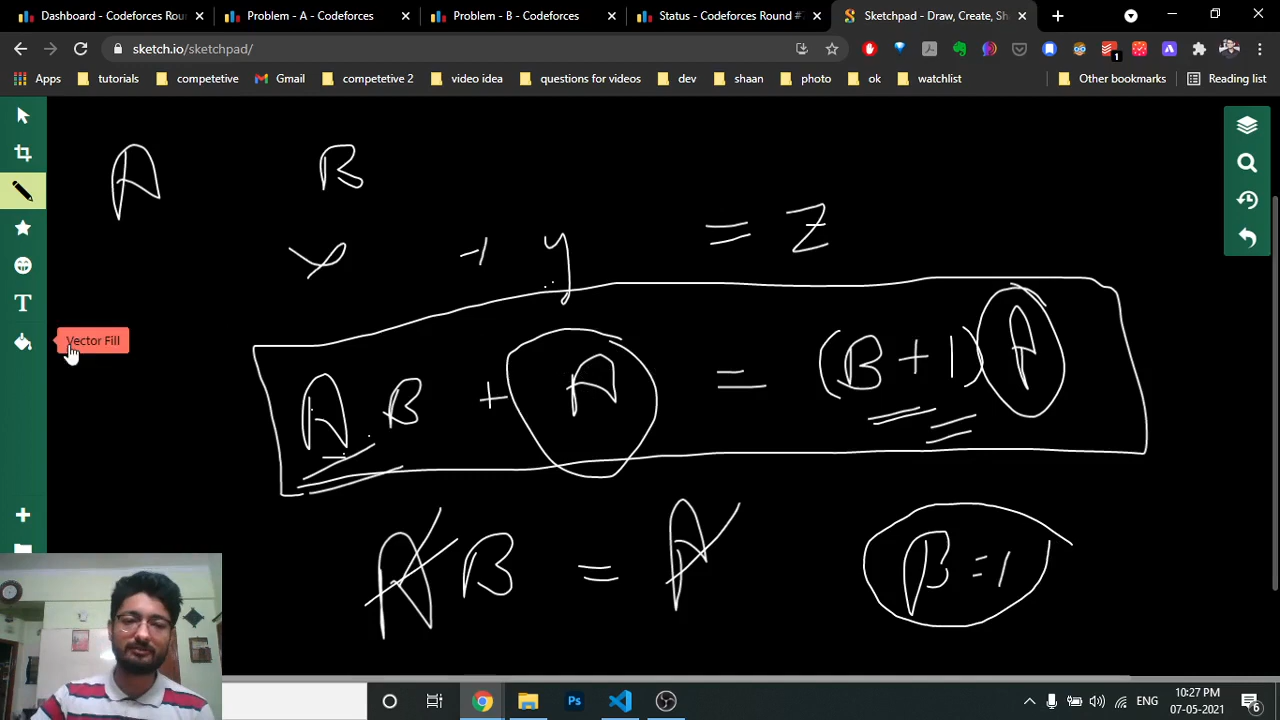 Dashboard - Codeforces Rou
Problem - A - Codeforces
Problem - B - Codeforces
Status - Codeforces Round #
Sketchpad - Draw, Create, Sh
sketch.io/sketchpad/
1
Apps
tutorials
competetive
Gmail
competetive 2
video idea
questions for videos
dev
shaan
photo
ok
watchlist
Other bookmarks
Reading list
A B
x + y = z
A . B + A = (B + 1) A
Vector Fill
A B = A B = 1
T
Ps
ENG
10:27 PM
07-05-2021
6